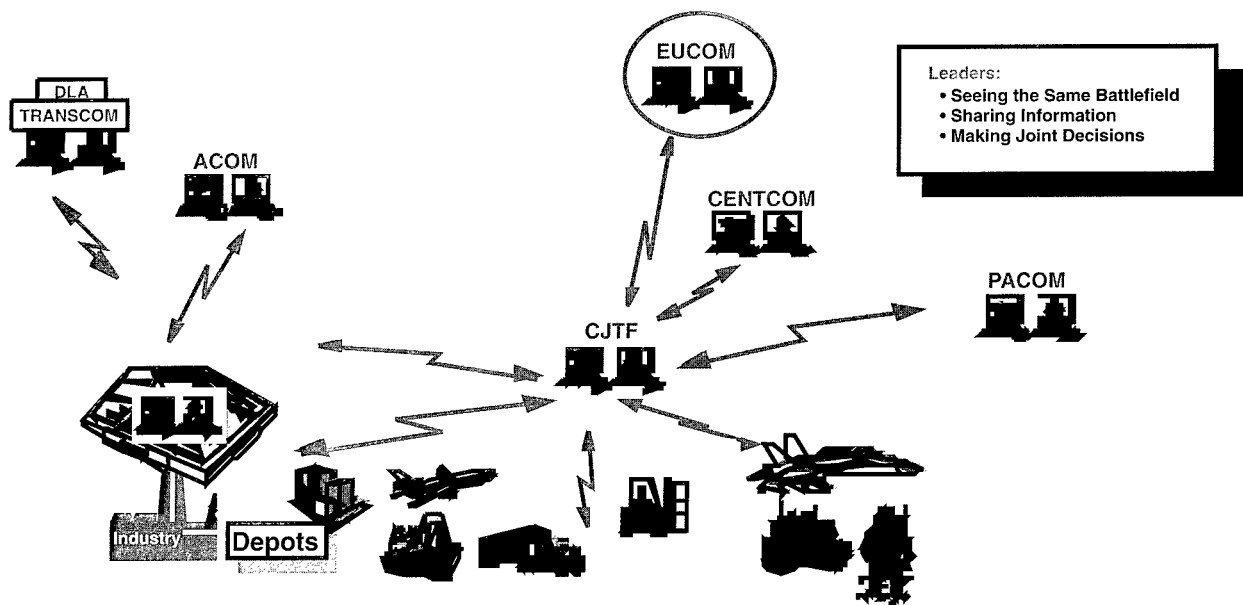 EUCOM
Leaders:
• Seeing the Same Battlefield
• Sharing Information
• Making Joint Decisions
DLA
TRANSCOM
ACOM
CENTCOM
PACOM
CJTF
Industry
Depots